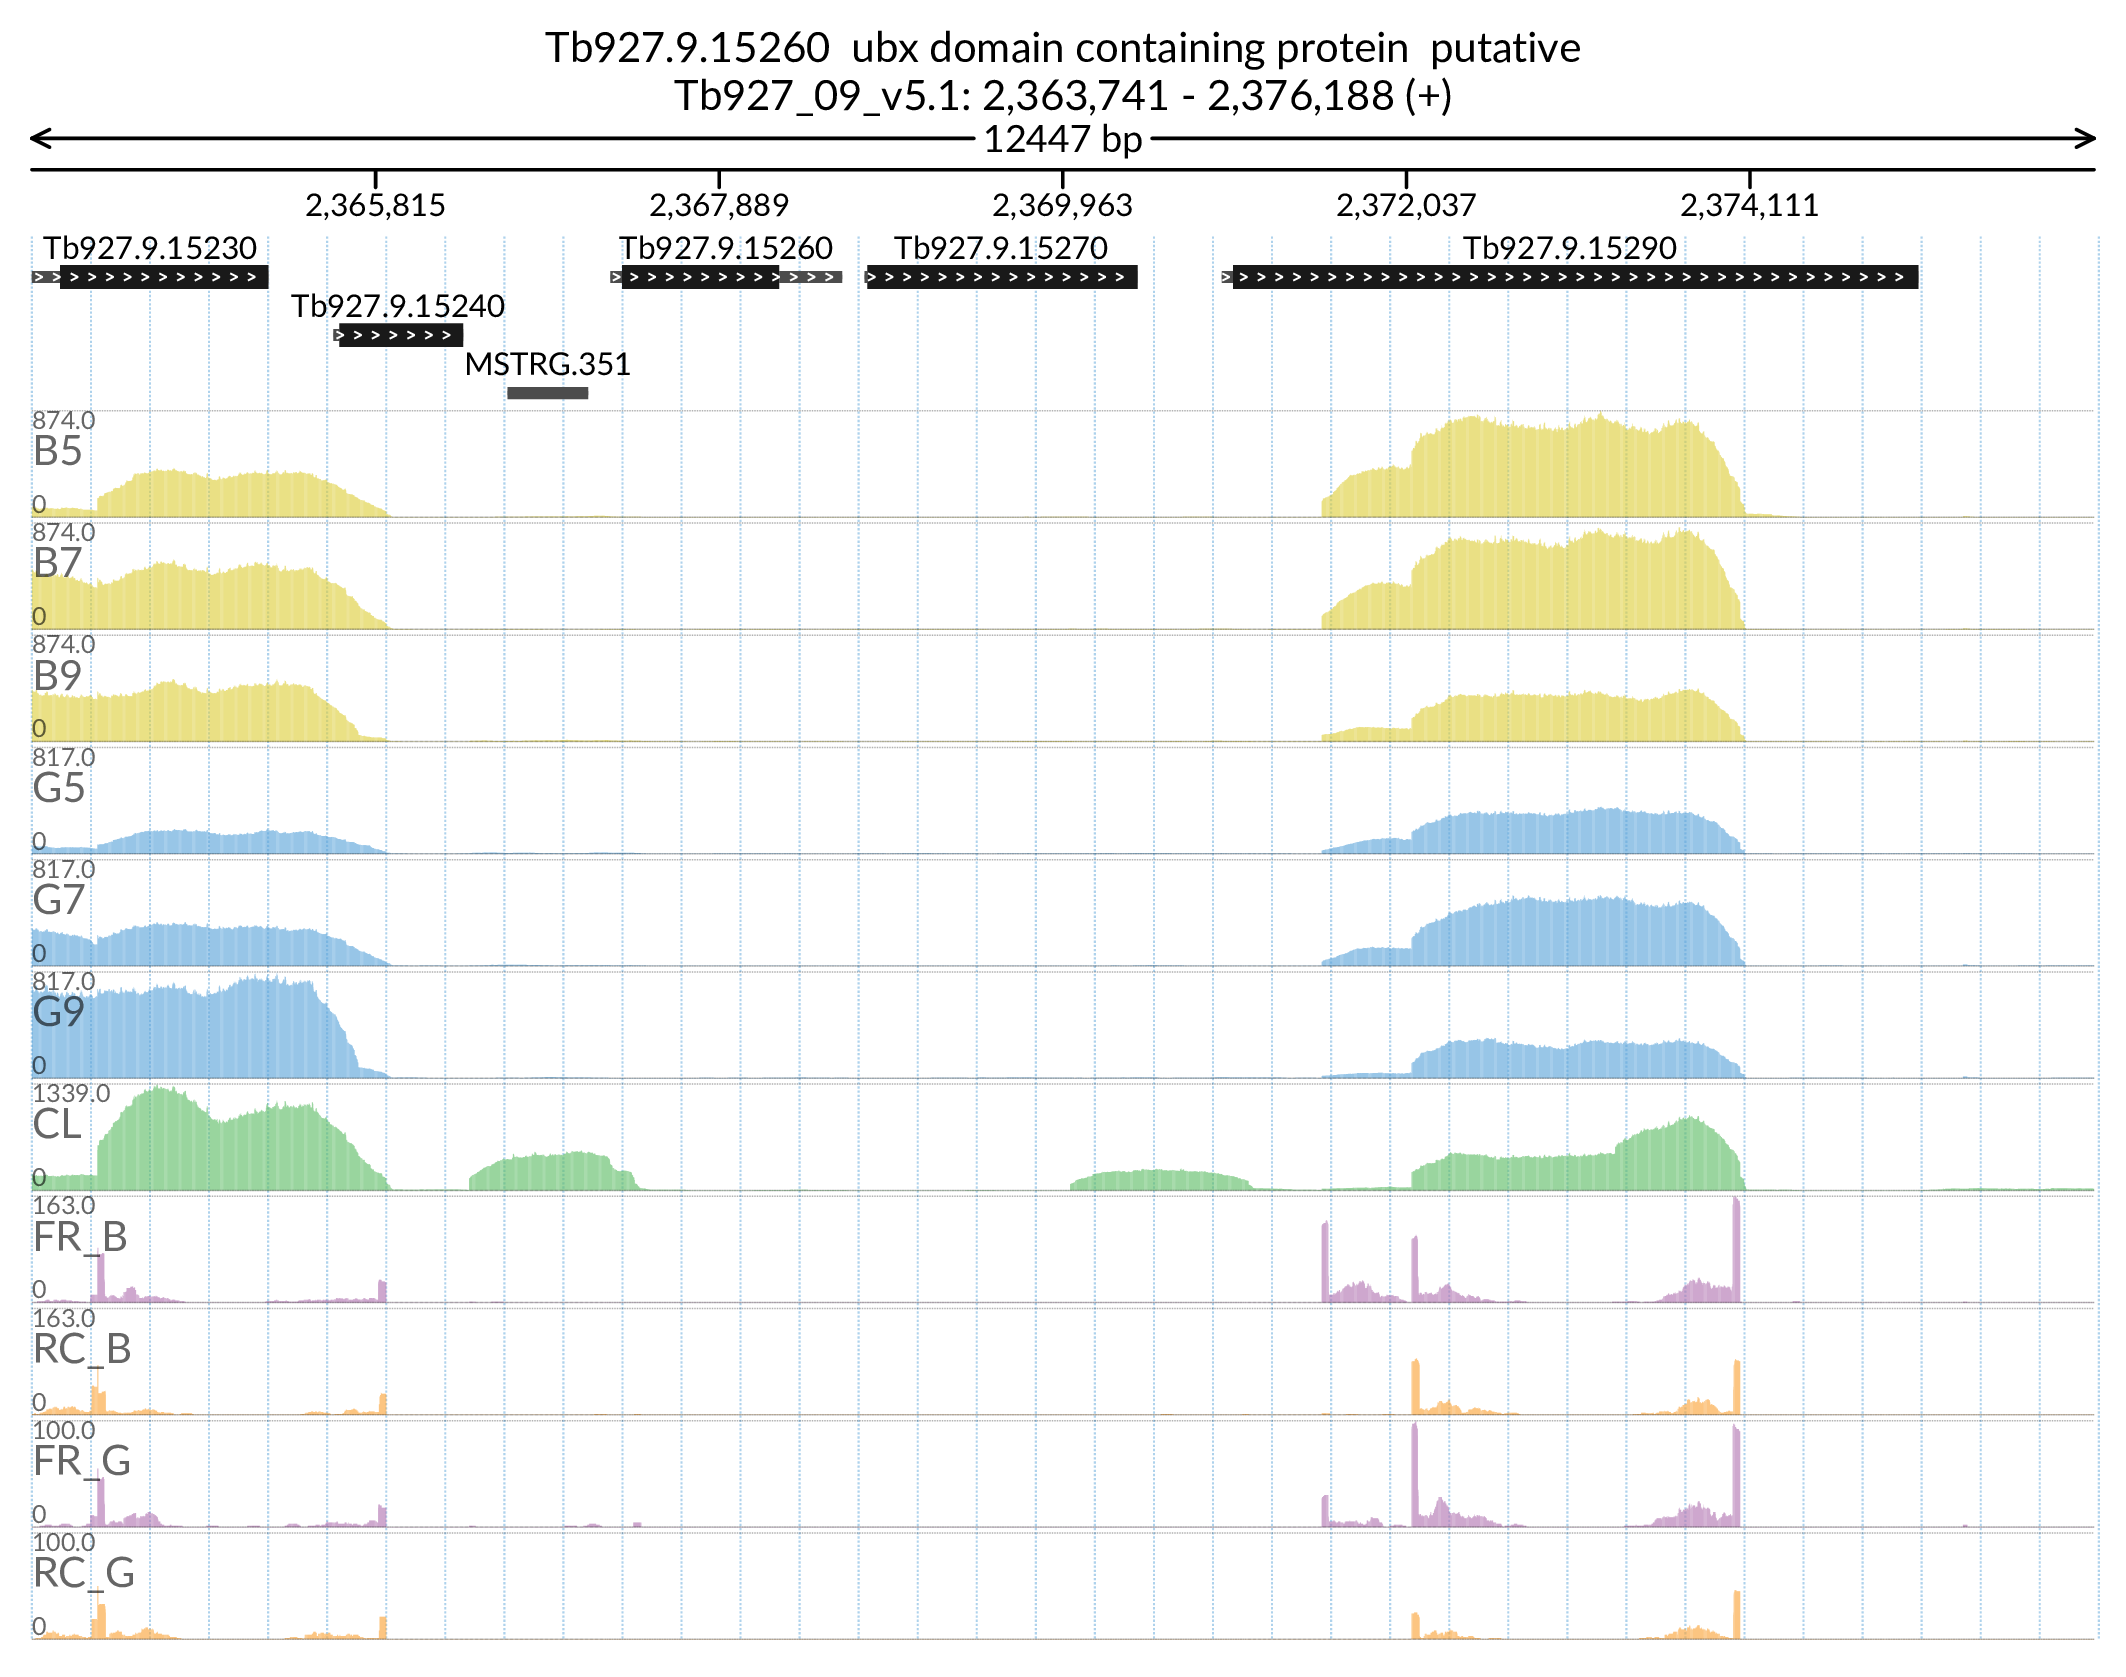 Tb927.9.15260  ubx domain containing protein  putative
Tb927_09_v5.1: 2,363,741 - 2,376,188 (+)
12447 bp
2,365,815 2,367,889 2,369,963 2,372,037 2,374,111
Tb927.9.15230 Tb927.9.15260 Tb927.9.15270 Tb927.9.15290
Tb927.9.15240
MSTRG.351
874.0
B5
0
874.0
B7
0
874.0
B9
0
817.0
G5
0
817.0
G7
0
817.0
G9
0
1339.0
CL
0
163.0
FR_B
0
163.0
RC_B
0
100.0
FR_G
0
100.0
RC_G
0